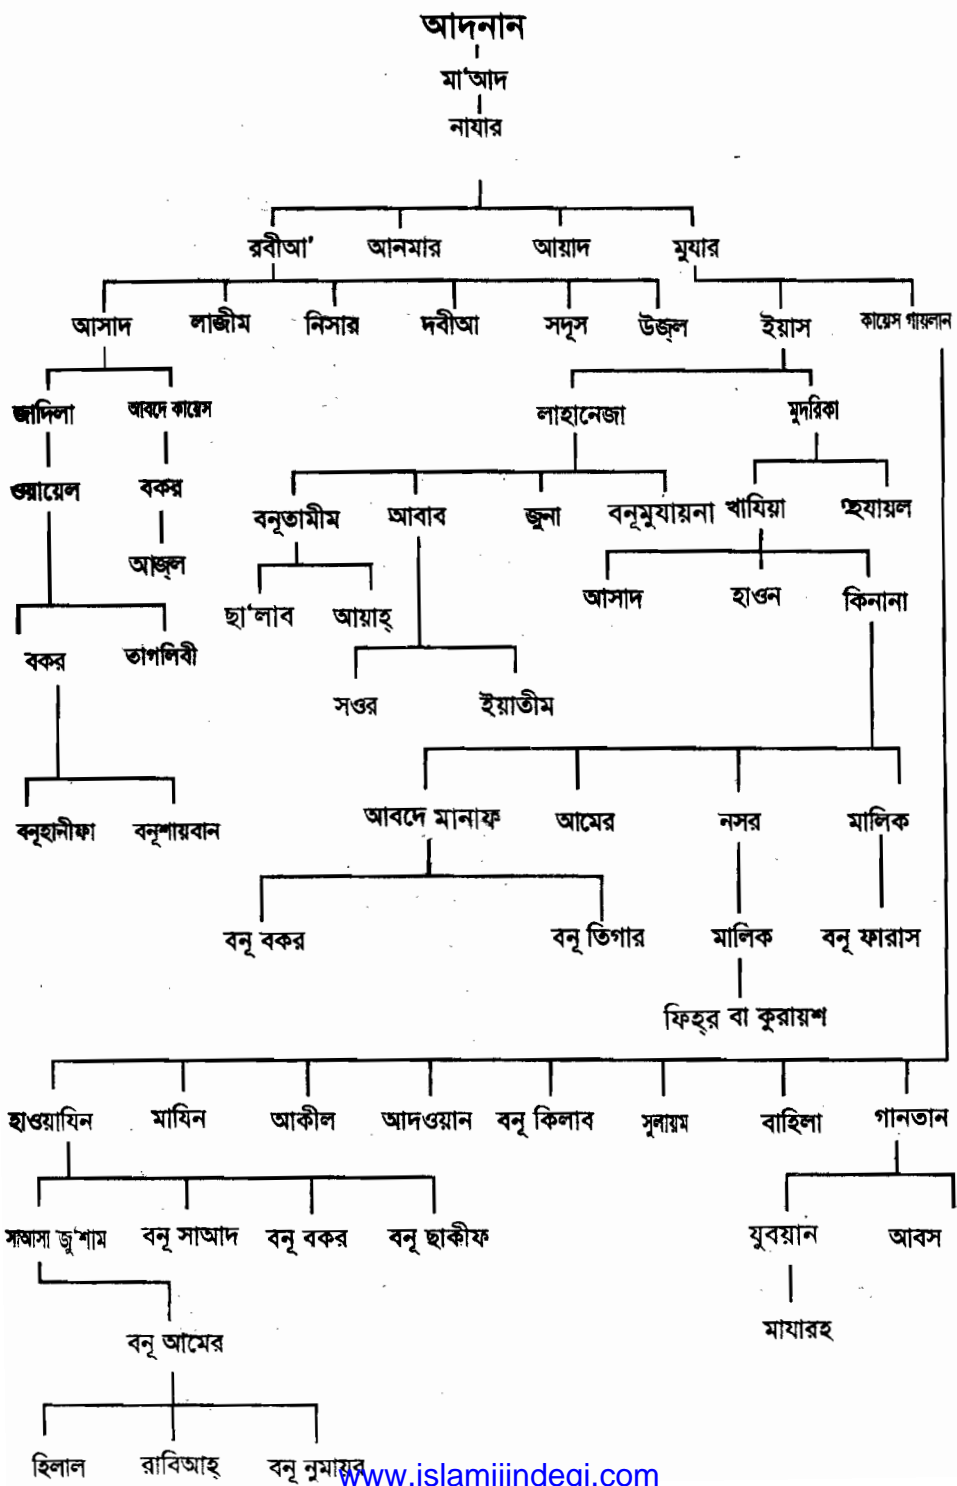 আদনান
মা'আদ
নাযার
রবীআ' আনমার আয়াদ মুযার
আসাদ লাজীম নিসার দবীআ সদূস উজ্‌ল ইয়াস কায়েস গায়লান
জাদিলা আবদে কায়েস লাহানেজা মুদরিকা
ওয়ায়েল বকর
বনূতামীম আবাব জুনা বনূমুযায়না খাযিয়া হুযায়ল
আজ্‌ল
ছা'লাব আয়াহ্ আসাদ হাওন কিনানা
বকর তাগলিবী
সওর ইয়াতীম
বনূহানীফা বনূশায়বান আবদে মানাফ আমের নসর মালিক
বনূ বকর বনূ তিগার মালিক বনূ ফারাস
ফিহ্‌র বা কুরায়শ
হাওয়াযিন মাযিন আকীল আদওয়ান বনূ কিলাব সুলায়ম বাহিলা গানতান
সাআসা জু'শাম বনূ সাআদ বনূ বকর বনূ ছাকীফ যুবয়ান আবস
মাযারহ
বনূ আমের
হিলাল রাবিআহ্ বনূ নুমায়র
www.islamijindegi.com